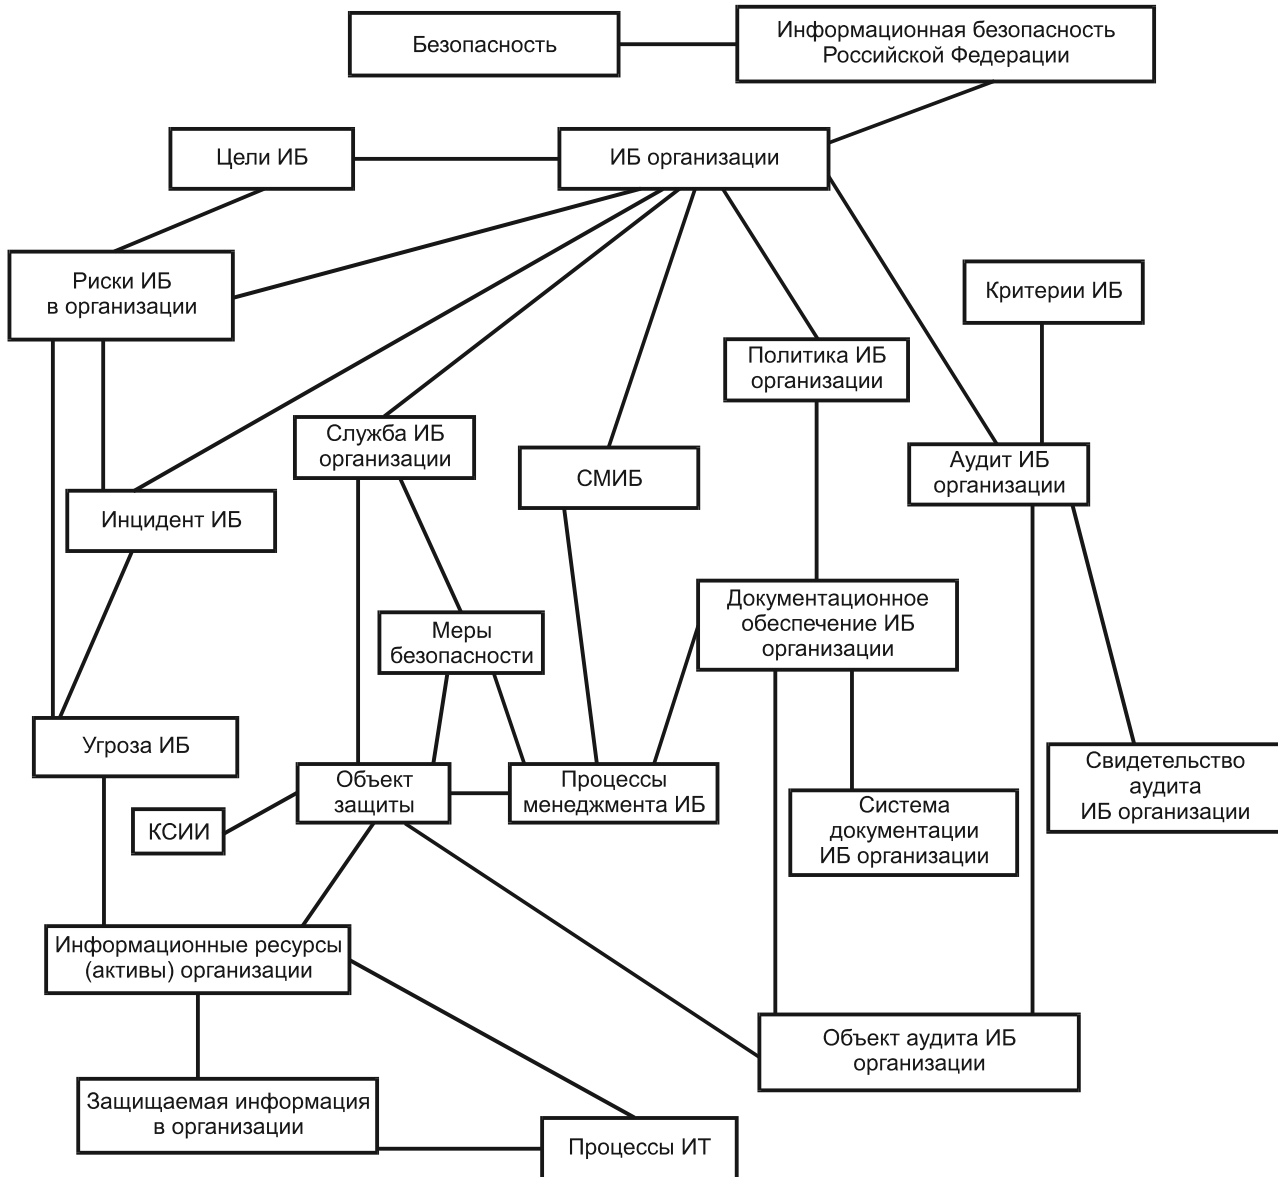 Безопасность
Информационная безопасность
Российской Федерации
Цели ИБ
ИБ организации
Риски ИБ
в организации
Критерии ИБ
Политика ИБ
организации
Служба ИБ
организации
СМИБ
Аудит ИБ
организации
Инцидент ИБ
Меры
безопасности
Документационное
обеспечение ИБ
организации
Угроза ИБ
Объект
защиты
Процессы
менеджмента ИБ
Свидетельство
аудита
ИБ организации
КСИИ
Система
документации
ИБ организации
Информационные ресурсы
(активы) организации
Объект аудита ИБ
организации
Защищаемая информация
в организации
Процессы ИТ